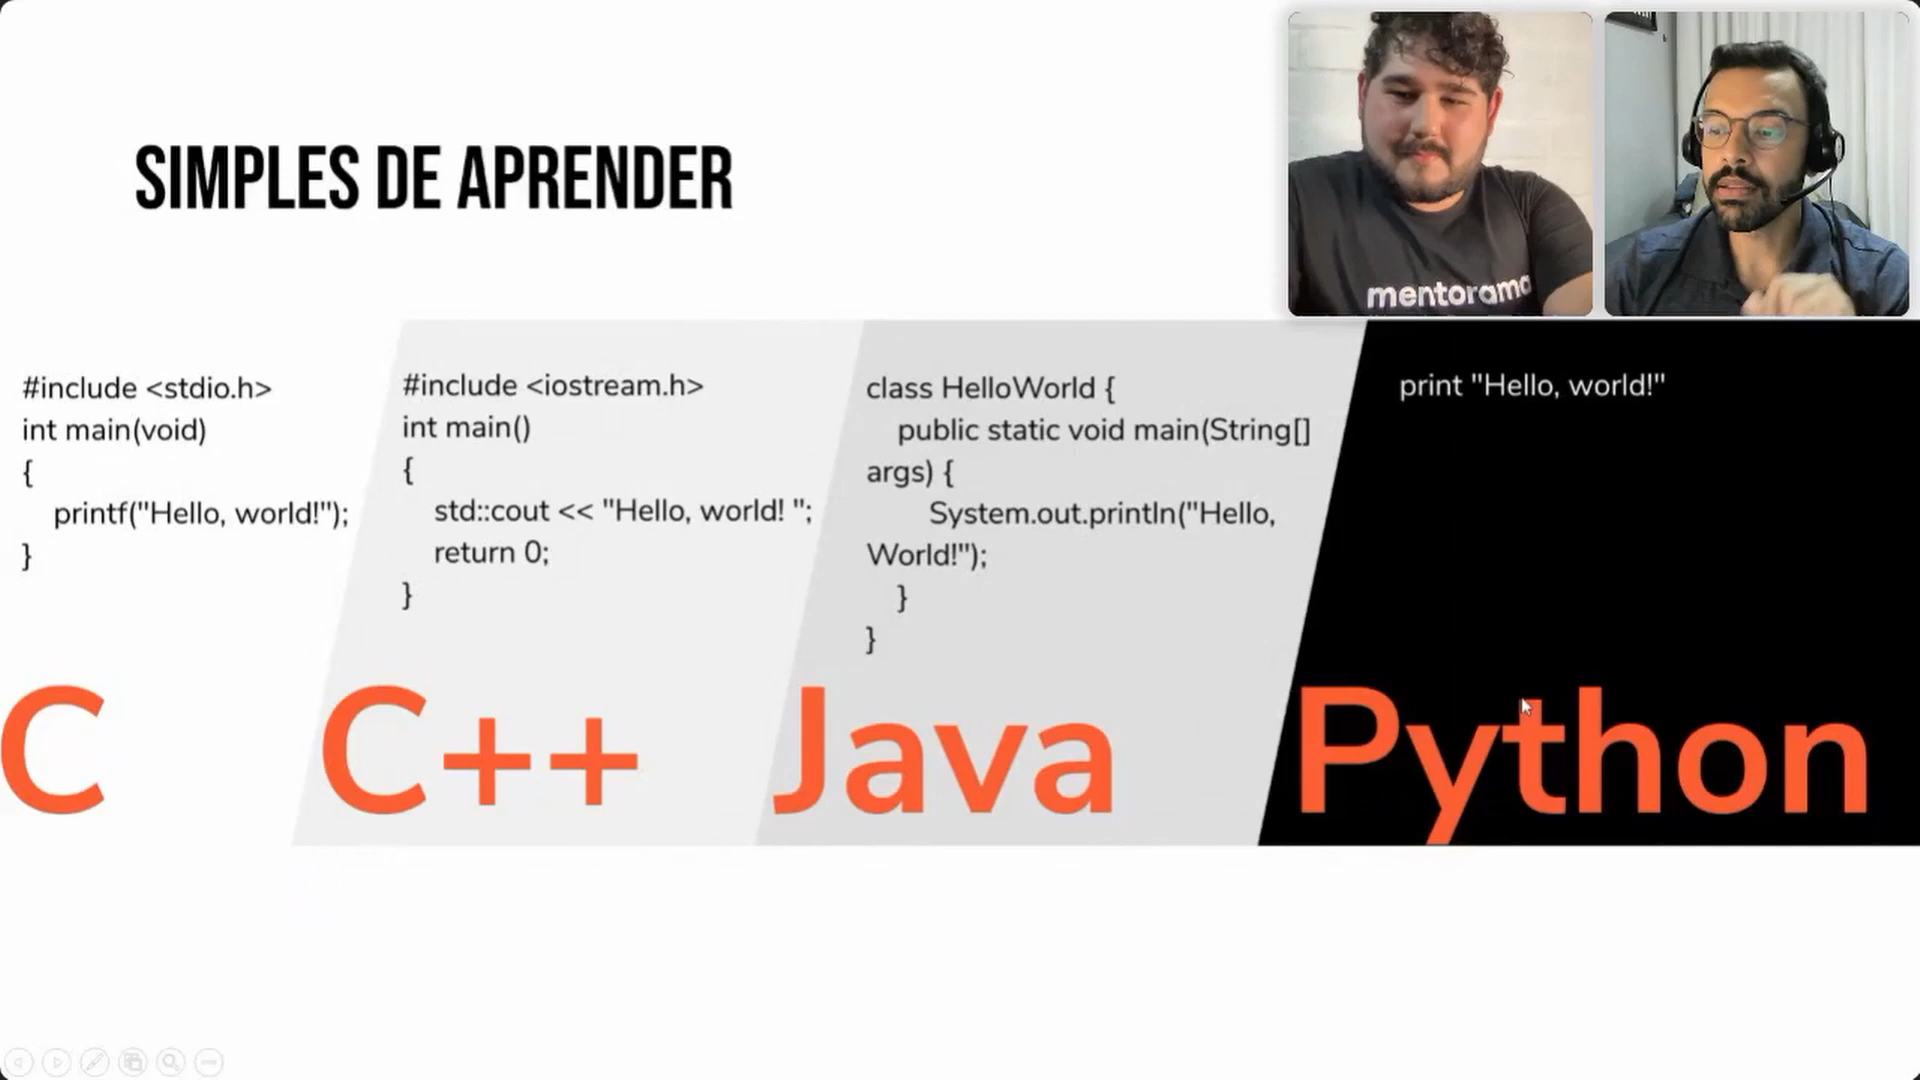 SIMPLES DE APRENDER
mentorama
#include <stdio.h>
int main(void)
{
printf("Hello, world!");
}
C
#include <iostream.h>
int main()
{
std::cout << "Hello, world! ";
return 0;
}
C++
class HelloWorld {
public static void main(String[]
args) {
System.out.println("Hello,
World!");
}
}
Java
print "Hello, world!"
Python